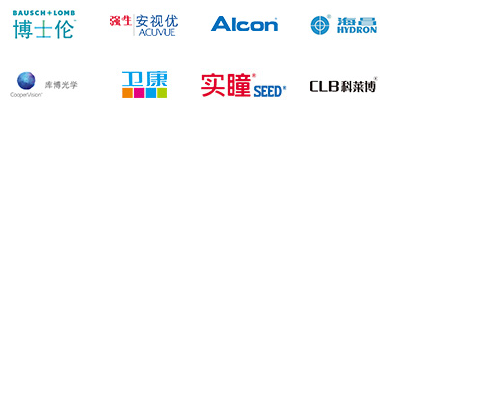 BAUSCH + LOMB
博士伦
强生 安视优
ACUVUE
Alcon
海昌
HYDRON
CooperVision
库博光学
卫康
实瞳® SEED®
CLB科莱博®